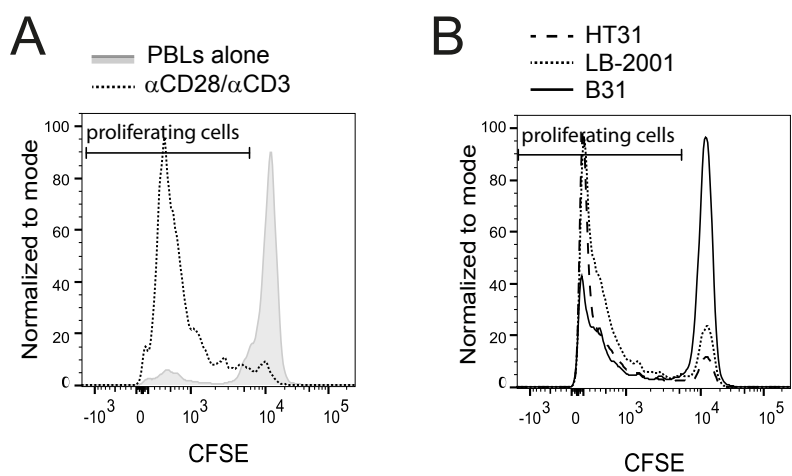 A
PBLs alone
αCD28/αCD3
proliferating cells
Normalized to mode
100
80
60
40
20
0
-10³ 0 10³ 10⁴ 10⁵
CFSE
B
HT31
LB-2001
B31
proliferating cells
Normalized to mode
100
80
60
40
20
0
-10³ 0 10³ 10⁴ 10⁵
CFSE